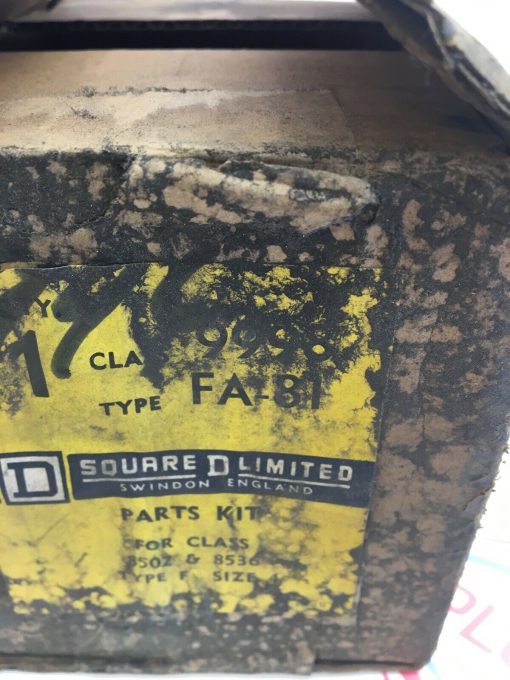 Y.
1
CLA 9998
TYPE FA-81
D SQUARE D LIMITED
SWINDON ENGLAND
PARTS KIT
FOR CLASS
8502 & 8536
TYPE F SIZE